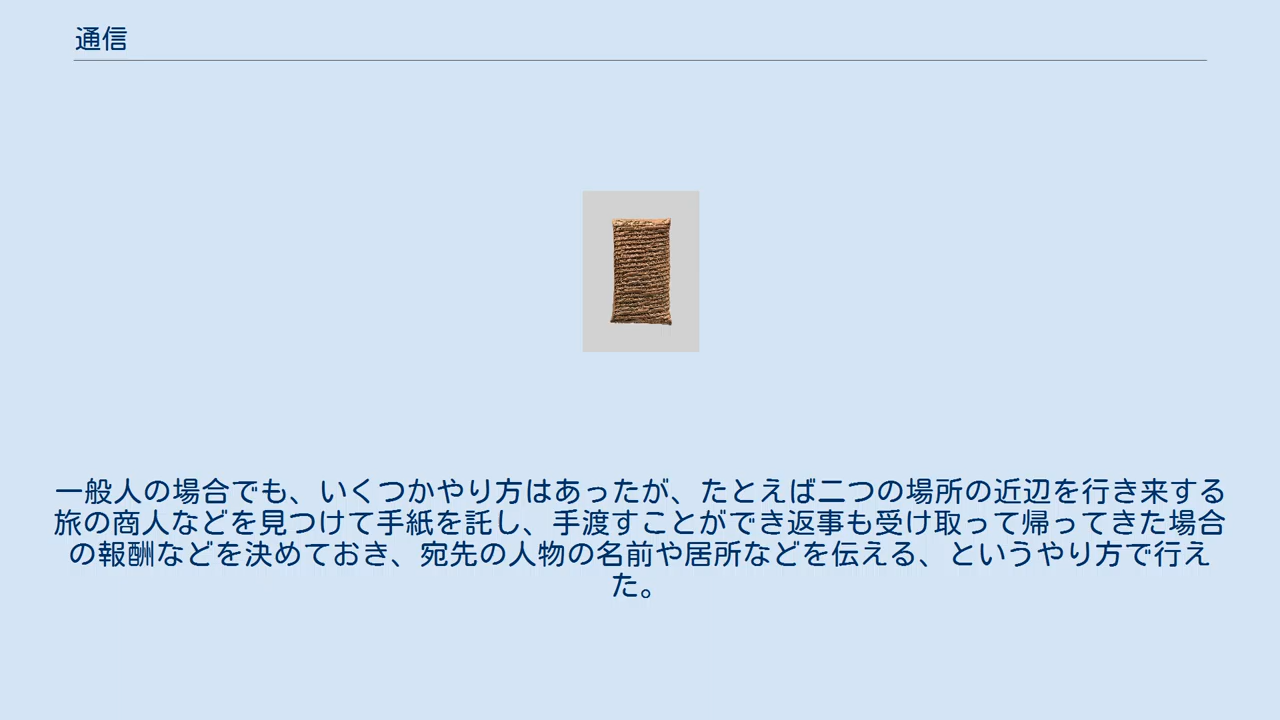 通信
一般人の場合でも、いくつかやり方はあったが、たとえば二つの場所の近辺を行き来する
旅の商人などを見つけて手紙を託し、手渡すことができ返事も受け取って帰ってきた場合
の報酬などを決めておき、宛先の人物の名前や居所などを伝える、というやり方で行え
た。